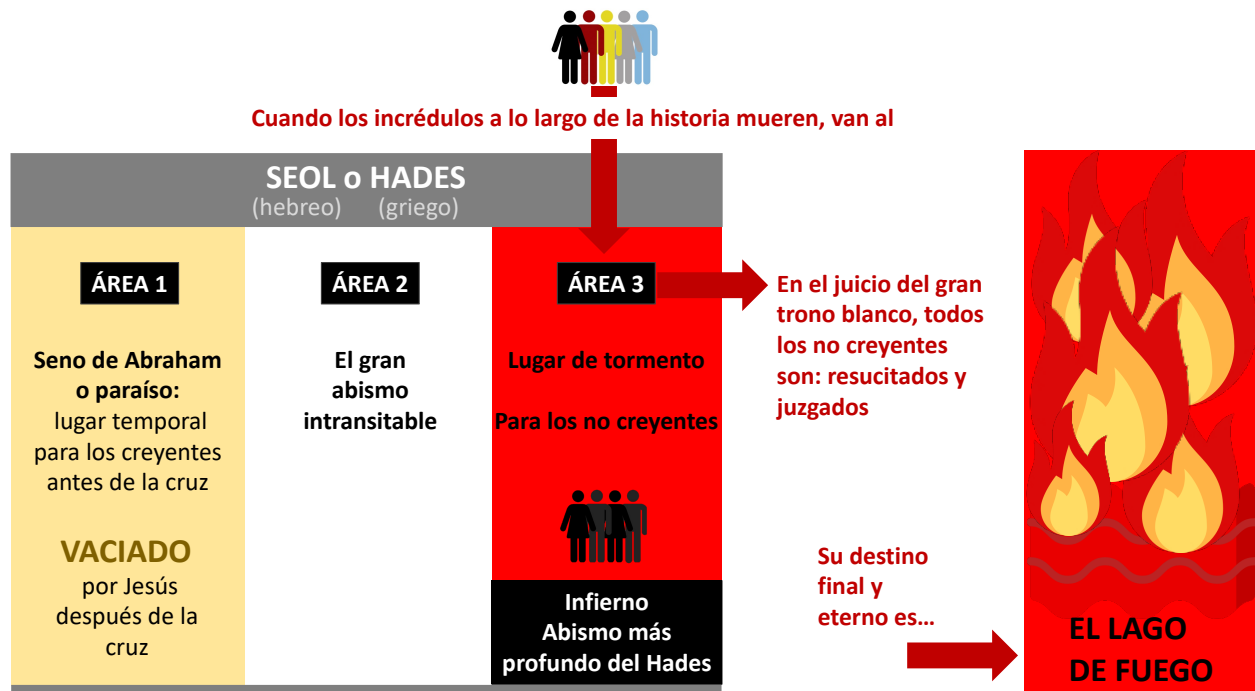 Cuando los incrédulos a lo largo de la historia mueren, van al
SEOL o HADES
(hebreo) (griego)
ÁREA 1
Seno de Abraham
o paraíso:
lugar temporal
para los creyentes
antes de la cruz
VACIADO
por Jesús
después de la
cruz
ÁREA 2
El gran
abismo
intransitable
ÁREA 3
Lugar de tormento
Para los no creyentes
Infierno
Abismo más
profundo del Hades
En el juicio del gran
trono blanco, todos
los no creyentes
son: resucitados y
juzgados
Su destino
final y
eterno es…
EL LAGO
DE FUEGO